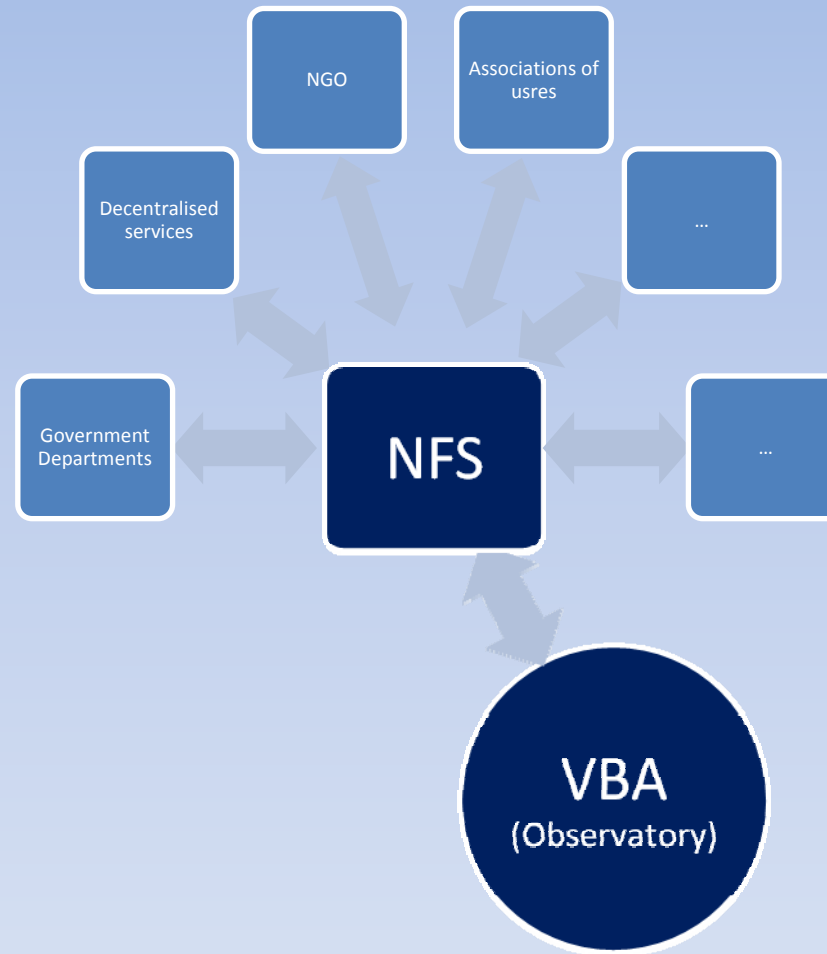 NGO
Associations of
usres
Decentralised
services
...
Government
Departments
NFS
...
VBA
(Observatory)